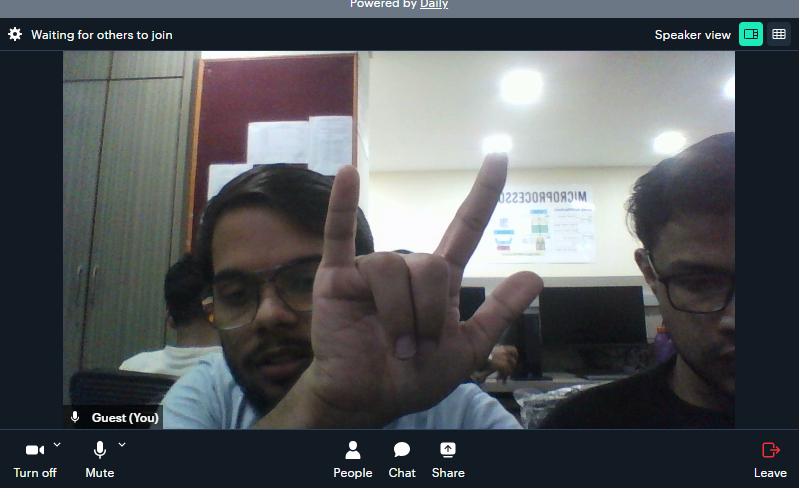 Powered by Daily
Waiting for others to join
Speaker view
MICROPROCESSO
Guest (You)
Turn off
Mute
People
Chat
Share
Leave